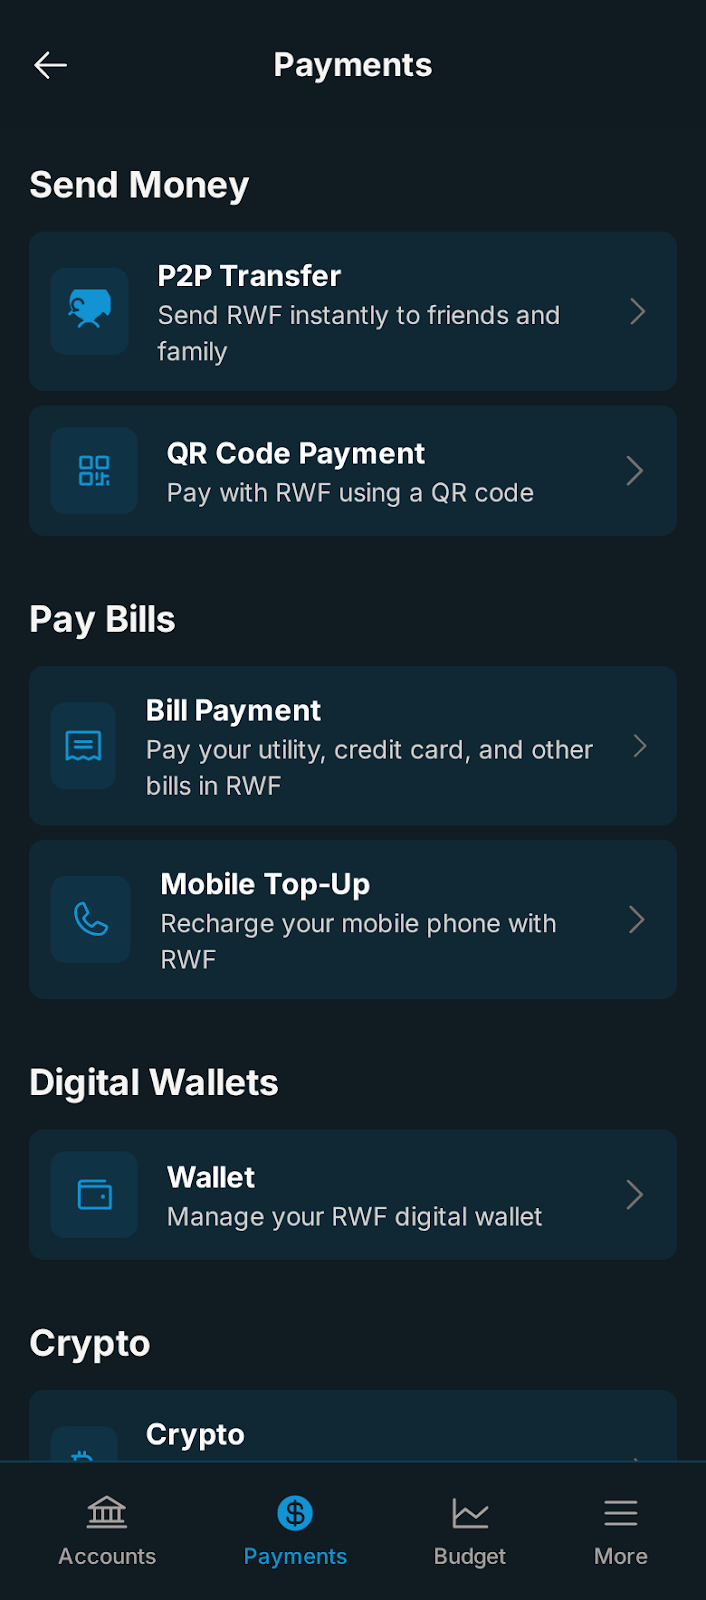 Payments
Send Money
P2P Transfer
Send RWF instantly to friends and
family
QR Code Payment
Pay with RWF using a QR code
Pay Bills
Bill Payment
Pay your utility, credit card, and other
bills in RWF
Mobile Top-Up
Recharge your mobile phone with
RWF
Digital Wallets
Wallet
Manage your RWF digital wallet
Crypto
Crypto
Accounts
Payments
Budget
More